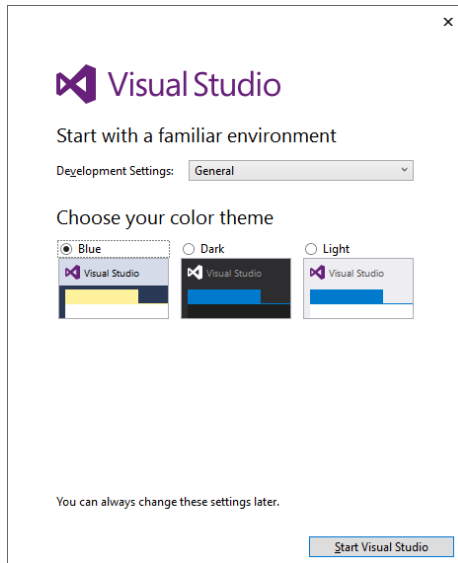 Visual Studio
Start with a familiar environment
Development Settings: General
Choose your color theme
Blue Dark Light
Visual Studio Visual Studio Visual Studio
You can always change these settings later.
Start Visual Studio